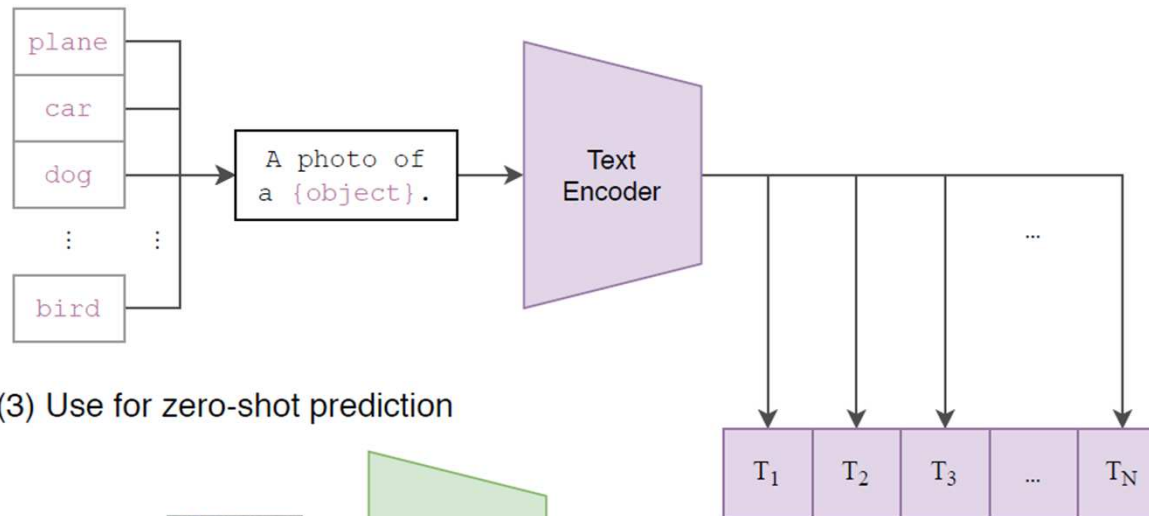 plane
car
dog
⋮ ⋮
bird
A photo of
a {object}.
Text
Encoder
...
(3) Use for zero-shot prediction
T1 T2 T3 ... TN